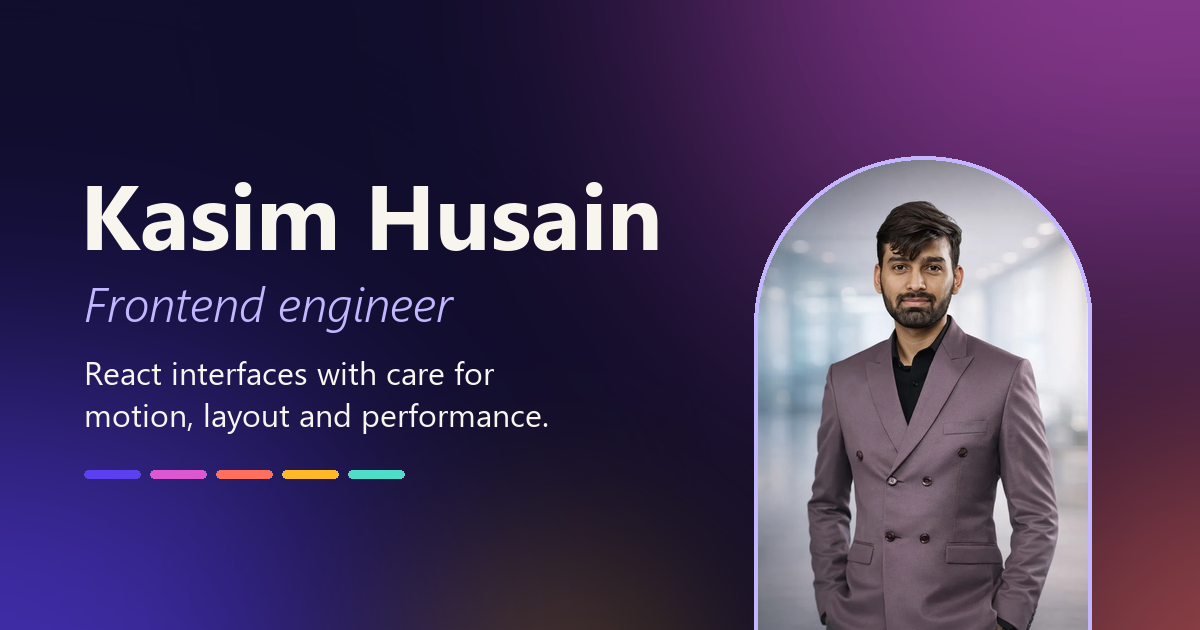 Kasim Husain
Frontend engineer
React interfaces with care for
motion, layout and performance.